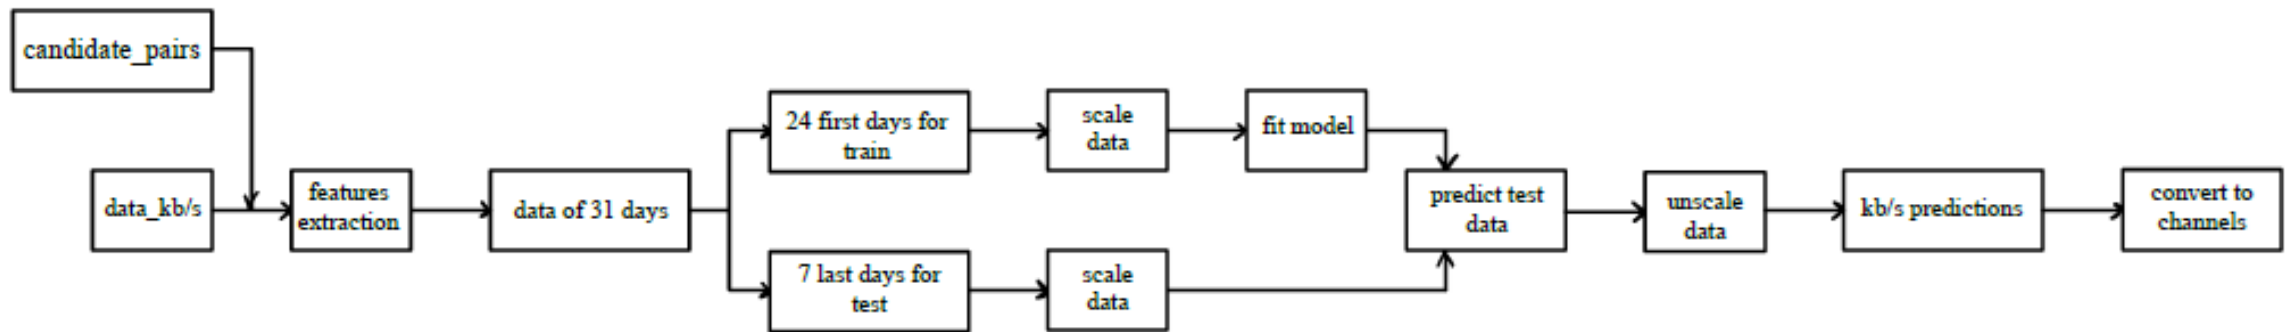 candidate_pairs
data_kb/s
features
extraction
data of 31 days
24 first days for
train
scale
data
fit model
7 last days for
test
scale
data
predict test
data
unscale
data
kb/s predictions
convert to
channels